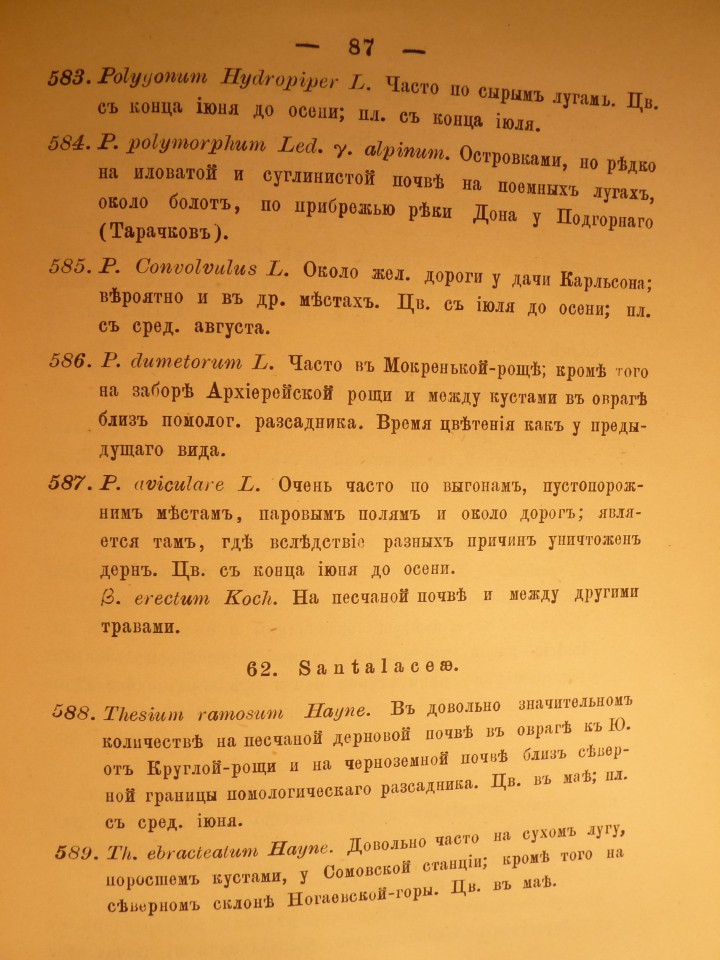 — 87 —
583. Polygonum Hydropiper L. Часто по сырымъ лугамъ. Цв.
съ конца іюня до осени; пл. съ конца іюля.
584. P. polymorphum Led. γ. alpinum. Островками, но рѣдко
на иловатой и суглинистой почвѣ на поемныхъ лугахъ,
около болотъ, по прибрежью рѣки Дона у Подгорнаго
(Тарачковъ).
585. P. Convolvulus L. Около жел. дороги у дачи Карльсона;
вѣроятно и въ др. мѣстахъ. Цв. съ іюля до осени; пл.
съ сред. августа.
586. P. dumetorum L. Часто въ Мокренькой-рощѣ; кромѣ того
на заборѣ Архіерейской рощи и между кустами въ оврагѣ
близъ помолог. разсадника. Время цвѣтенія какъ у преды-
дущаго вида.
587. P. aviculare L. Очень часто по выгонамъ, пустопорож-
нимъ мѣстамъ, паровымъ полямъ и около дорогъ; явля-
ется тамъ, гдѣ вслѣдствіе разныхъ причинъ уничтоженъ
дернъ. Цв. съ конца іюня до осени.
β. erectum Koch. На песчаной почвѣ и между другими
травами.
62. Santalaceæ.
588. Thesium ramosum Hayne. Въ довольно значительномъ
количествѣ на песчаной дерновой почвѣ въ оврагѣ къ Ю.
отъ Круглой-рощи и на черноземной почвѣ близъ сѣвер-
ной границы помологическаго разсадника. Цв. въ маѣ; пл.
съ сред. іюня.
589. Th. ebracteatum Hayne. Довольно часто на сухомъ лугу,
поросшемъ кустами, у Сомовской станціи; кромѣ того на
сѣверномъ склонѣ Ногаевской-горы. Цв. въ маѣ.